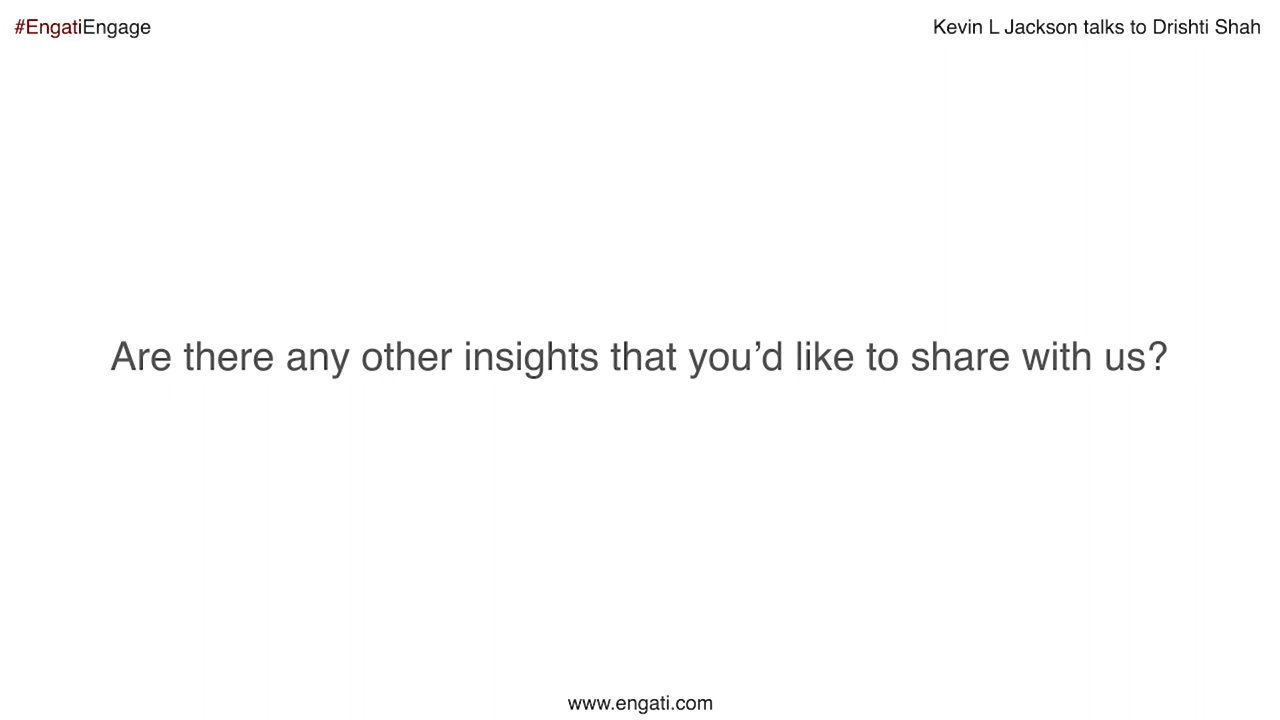 #EngatiEngage
Kevin L Jackson talks to Drishti Shah
Are there any other insights that you’d like to share with us?
www.engati.com